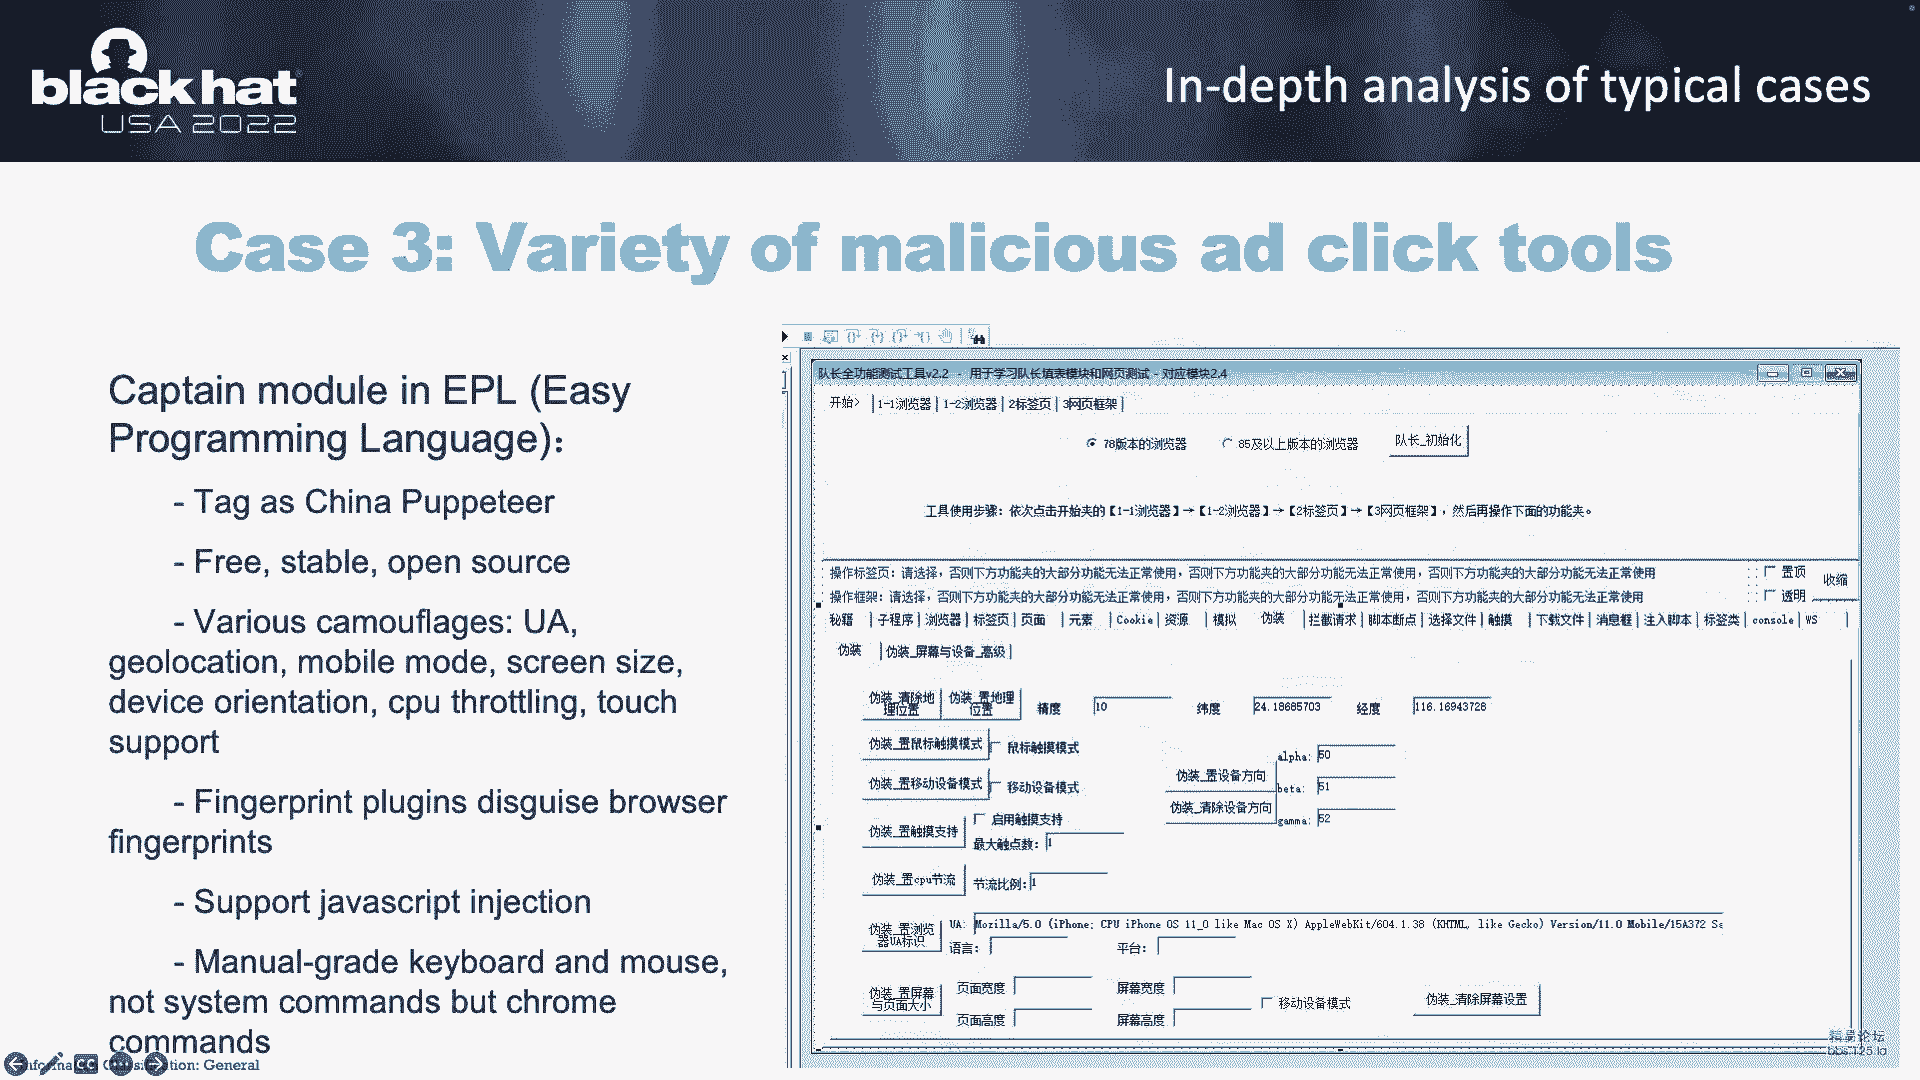 black hat
USA 2022
In-depth analysis of typical cases
Case 3: Variety of malicious ad click tools
Captain module in EPL (Easy
Programming Language)：
- Tag as China Puppeteer
- Free, stable, open source
- Various camouflages: UA,
geolocation, mobile mode, screen size,
device orientation, cpu throttling, touch
support
- Fingerprint plugins disguise browser
fingerprints
- Support javascript injection
- Manual-grade keyboard and mouse,
not system commands but chrome
commands
队长全功能测试工具v2.2 - 用于学习队长填表模块和网页测试 - 对应模块2.4
开始> 1-1浏览器 1-2浏览器 2标签页 3网页框架
78版本的浏览器 85及以上版本的浏览器 队长_初始化
工具使用步骤：依次点击开始夹的【1-1浏览器】→【1-2浏览器】→【2标签页】→【3网页框架】，然后再操作下面的功能夹。
操作标签页：请选择，否则下方功能夹的大部分功能无法正常使用，否则下方功能夹的大部分功能无法正常使用，否则下方功能夹的大部分功能无法正常使用 置顶 收缩
操作框架：请选择，否则下方功能夹的大部分功能无法正常使用，否则下方功能夹的大部分功能无法正常使用，否则下方功能夹的大部分功能无法正常使用 透明
秘籍 子程序 浏览器 标签页 页面 元素 Cookie 资源 模拟 伪装 拦截请求 脚本断点 选择文件 触摸 下载文件 消息框 注入脚本 标签类 console WS
伪装 伪装_屏幕与设备_高级
伪装_清除地理位置 伪装_置地理位置 精度 10 纬度 24.18685703 经度 116.16943728
伪装_置鼠标触摸模式 鼠标触摸模式 alpha: 50
伪装_置移动设备模式 移动设备模式 伪装_置设备方向 beta: 51
伪装_清除设备方向 gamma: 52
伪装_置触摸支持 启用触摸支持
最大触点数: 1
伪装_置cpu节流 节流比例: 1
伪装_置浏览器UA标识 UA: Mozilla/5.0 (iPhone; CPU iPhone OS 11_0 like Mac OS X) AppleWebKit/604.1.38 (KHTML, like Gecko) Version/11.0 Mobile/15A372 Sa
语言: 平台:
伪装_置屏幕与页面大小 页面宽度 屏幕宽度 移动设备模式 伪装_清除屏幕设置
页面高度 屏幕高度
精易论坛
bbs.125.la
CC tion: General